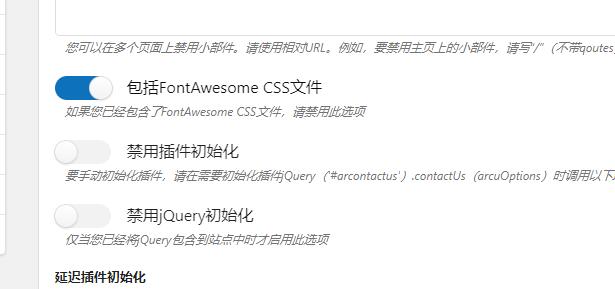 您可以在多个页面上禁用小部件。请使用相对URL。例如，要禁用主页上的小部件，请写'/”（不带qoutes
包括FontAwesome CSS文件
如果您已经包含了FontAwesome CSS文件，请禁用此选项
禁用插件初始化
要手动初始化插件，请在需要初始化插件jQuery（'#arcontactus'）.contactUs（arcuOptions）时调用以下
禁用jQuery初始化
仅当您已经将jQuery包含到站点中时才启用此选项
延迟插件初始化